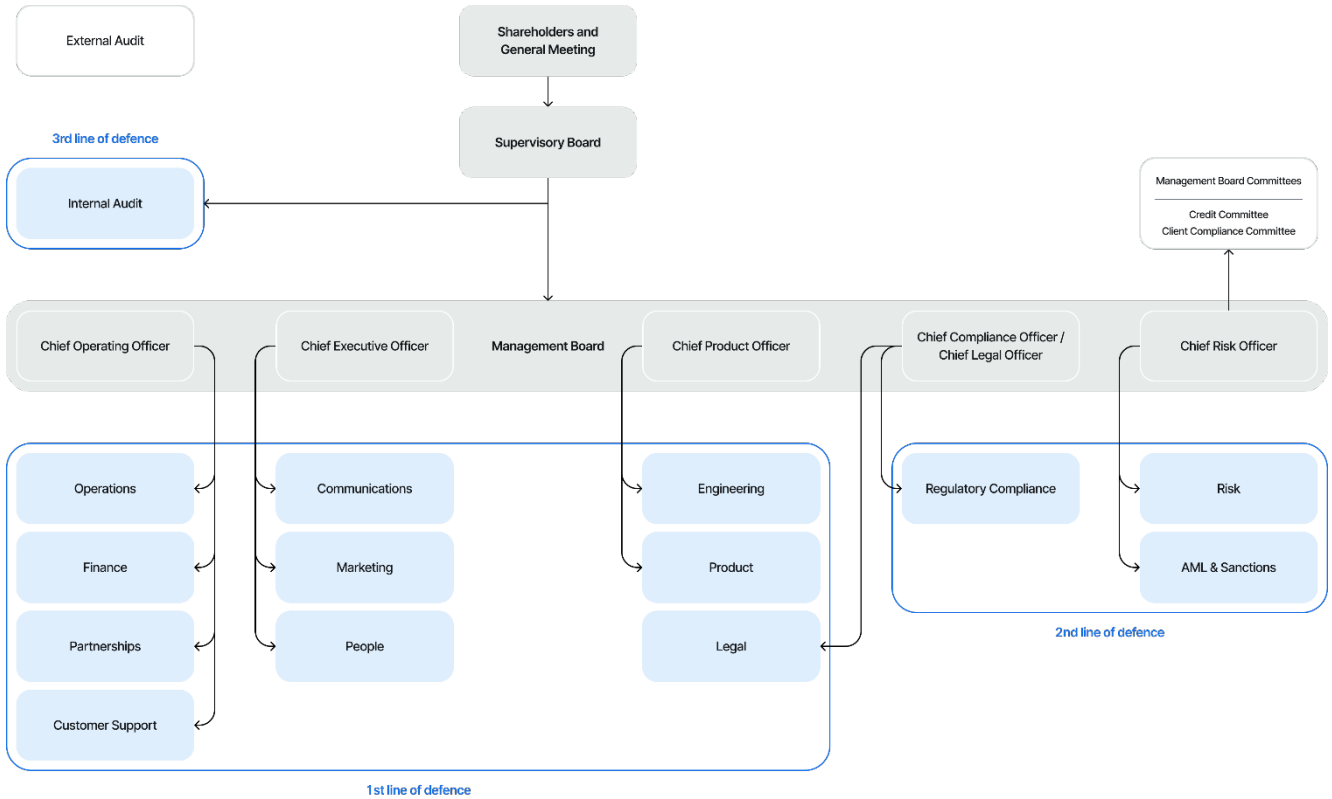 External Audit
Shareholders and
General Meeting
Supervisory Board
3rd line of defence
Internal Audit
Management Board Committees
Credit Committee
Client Compliance Committee
Chief Operating Officer
Chief Executive Officer
Management Board
Chief Product Officer
Chief Compliance Officer /
Chief Legal Officer
Chief Risk Officer
Operations
Communications
Engineering
Regulatory Compliance
Risk
Finance
Marketing
Product
AML & Sanctions
Partnerships
People
Legal
2nd line of defence
Customer Support
1st line of defence